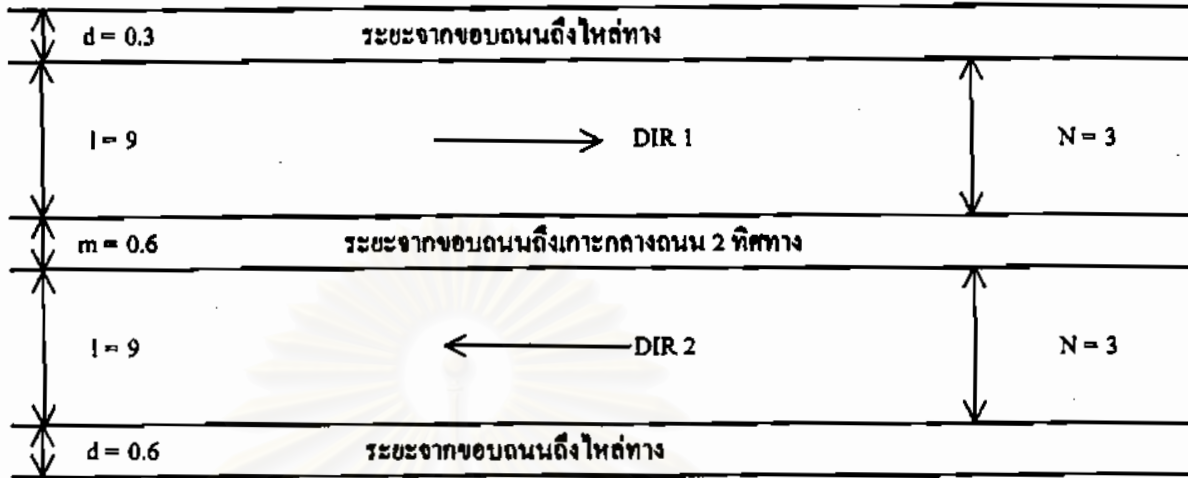 d = 0.3 ระยะจากขอบถนนถึงไหล่ทาง
l = 9 DIR 1 N = 3
m = 0.6 ระยะจากขอบถนนถึงเกาะกลางถนน 2 ทิศทาง
l = 9 DIR 2 N = 3
d = 0.6 ระยะจากขอบถนนถึงไหล่ทาง